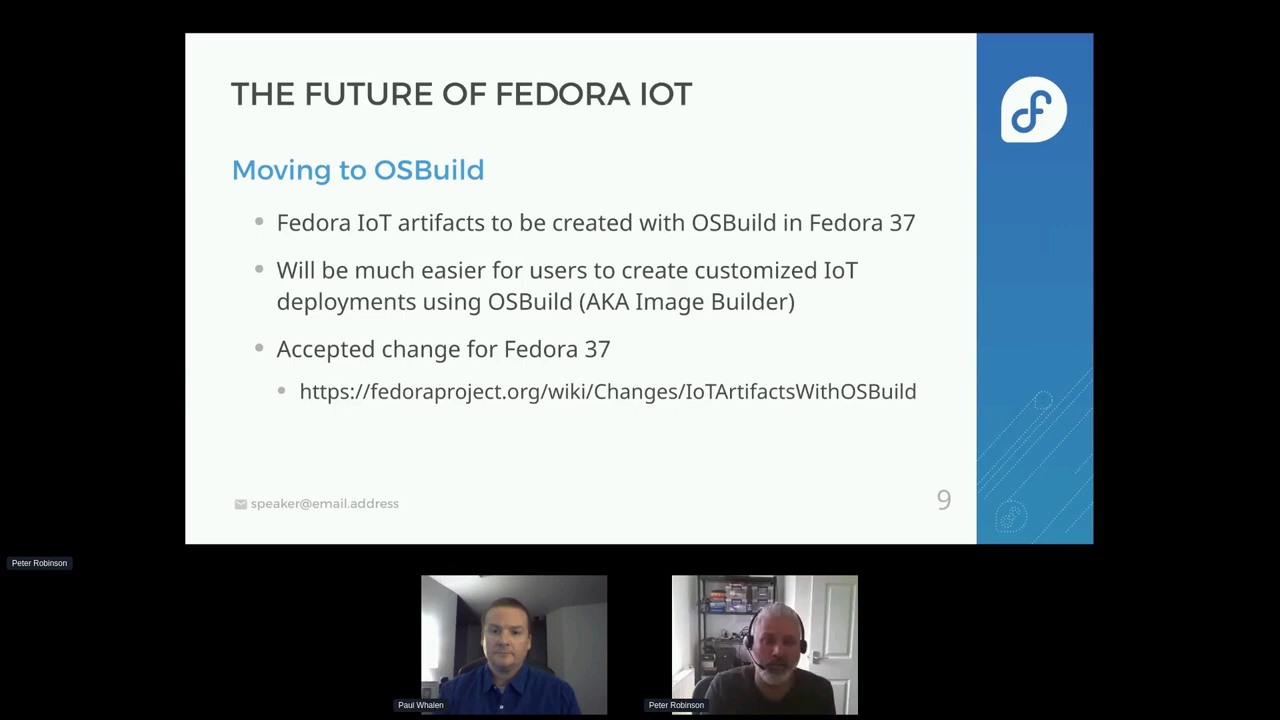 THE FUTURE OF FEDORA IOT
Moving to OSBuild
Fedora IoT artifacts to be created with OSBuild in Fedora 37
Will be much easier for users to create customized IoT
deployments using OSBuild (AKA Image Builder)
Accepted change for Fedora 37
https://fedoraproject.org/wiki/Changes/IoTArtifactsWithOSBuild
speaker@email.address
9
Peter Robinson
Paul Whalen
Peter Robinson